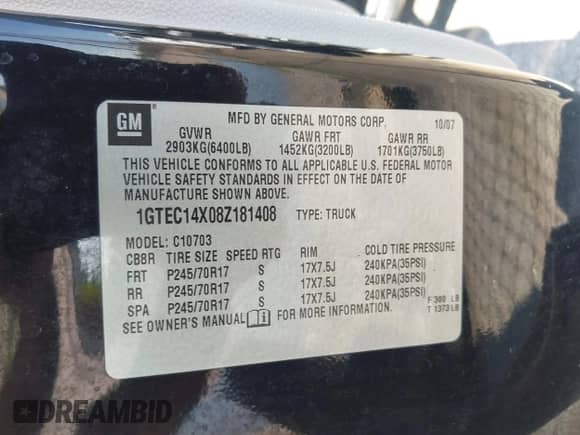 GM
MFD BY GENERAL MOTORS CORP. 10/07
GVWR GAWR FRT GAWR RR
2903KG(6400LB) 1452KG(3200LB) 1701KG(3750LB)
THIS VEHICLE CONFORMS TO ALL APPLICABLE U.S. FEDERAL MOTOR
VEHICLE SAFETY STANDARDS IN EFFECT ON THE DATE OF
MANUFACTURE SHOWN ABOVE.
1GTEC14X08Z181408 TYPE: TRUCK
MODEL: C10703
CB8R TIRE SIZE SPEED RTG RIM COLD TIRE PRESSURE
FRT P245/70R17 S 17X7.5J 240KPA(35PSI)
RR P245/70R17 S 17X7.5J 240KPA(35PSI)
SPA P245/70R17 S 17X7.5J 240KPA(35PSI) F 300 LB
SEE OWNER'S MANUAL FOR MORE INFORMATION. T 1373 LB
DREAMBID